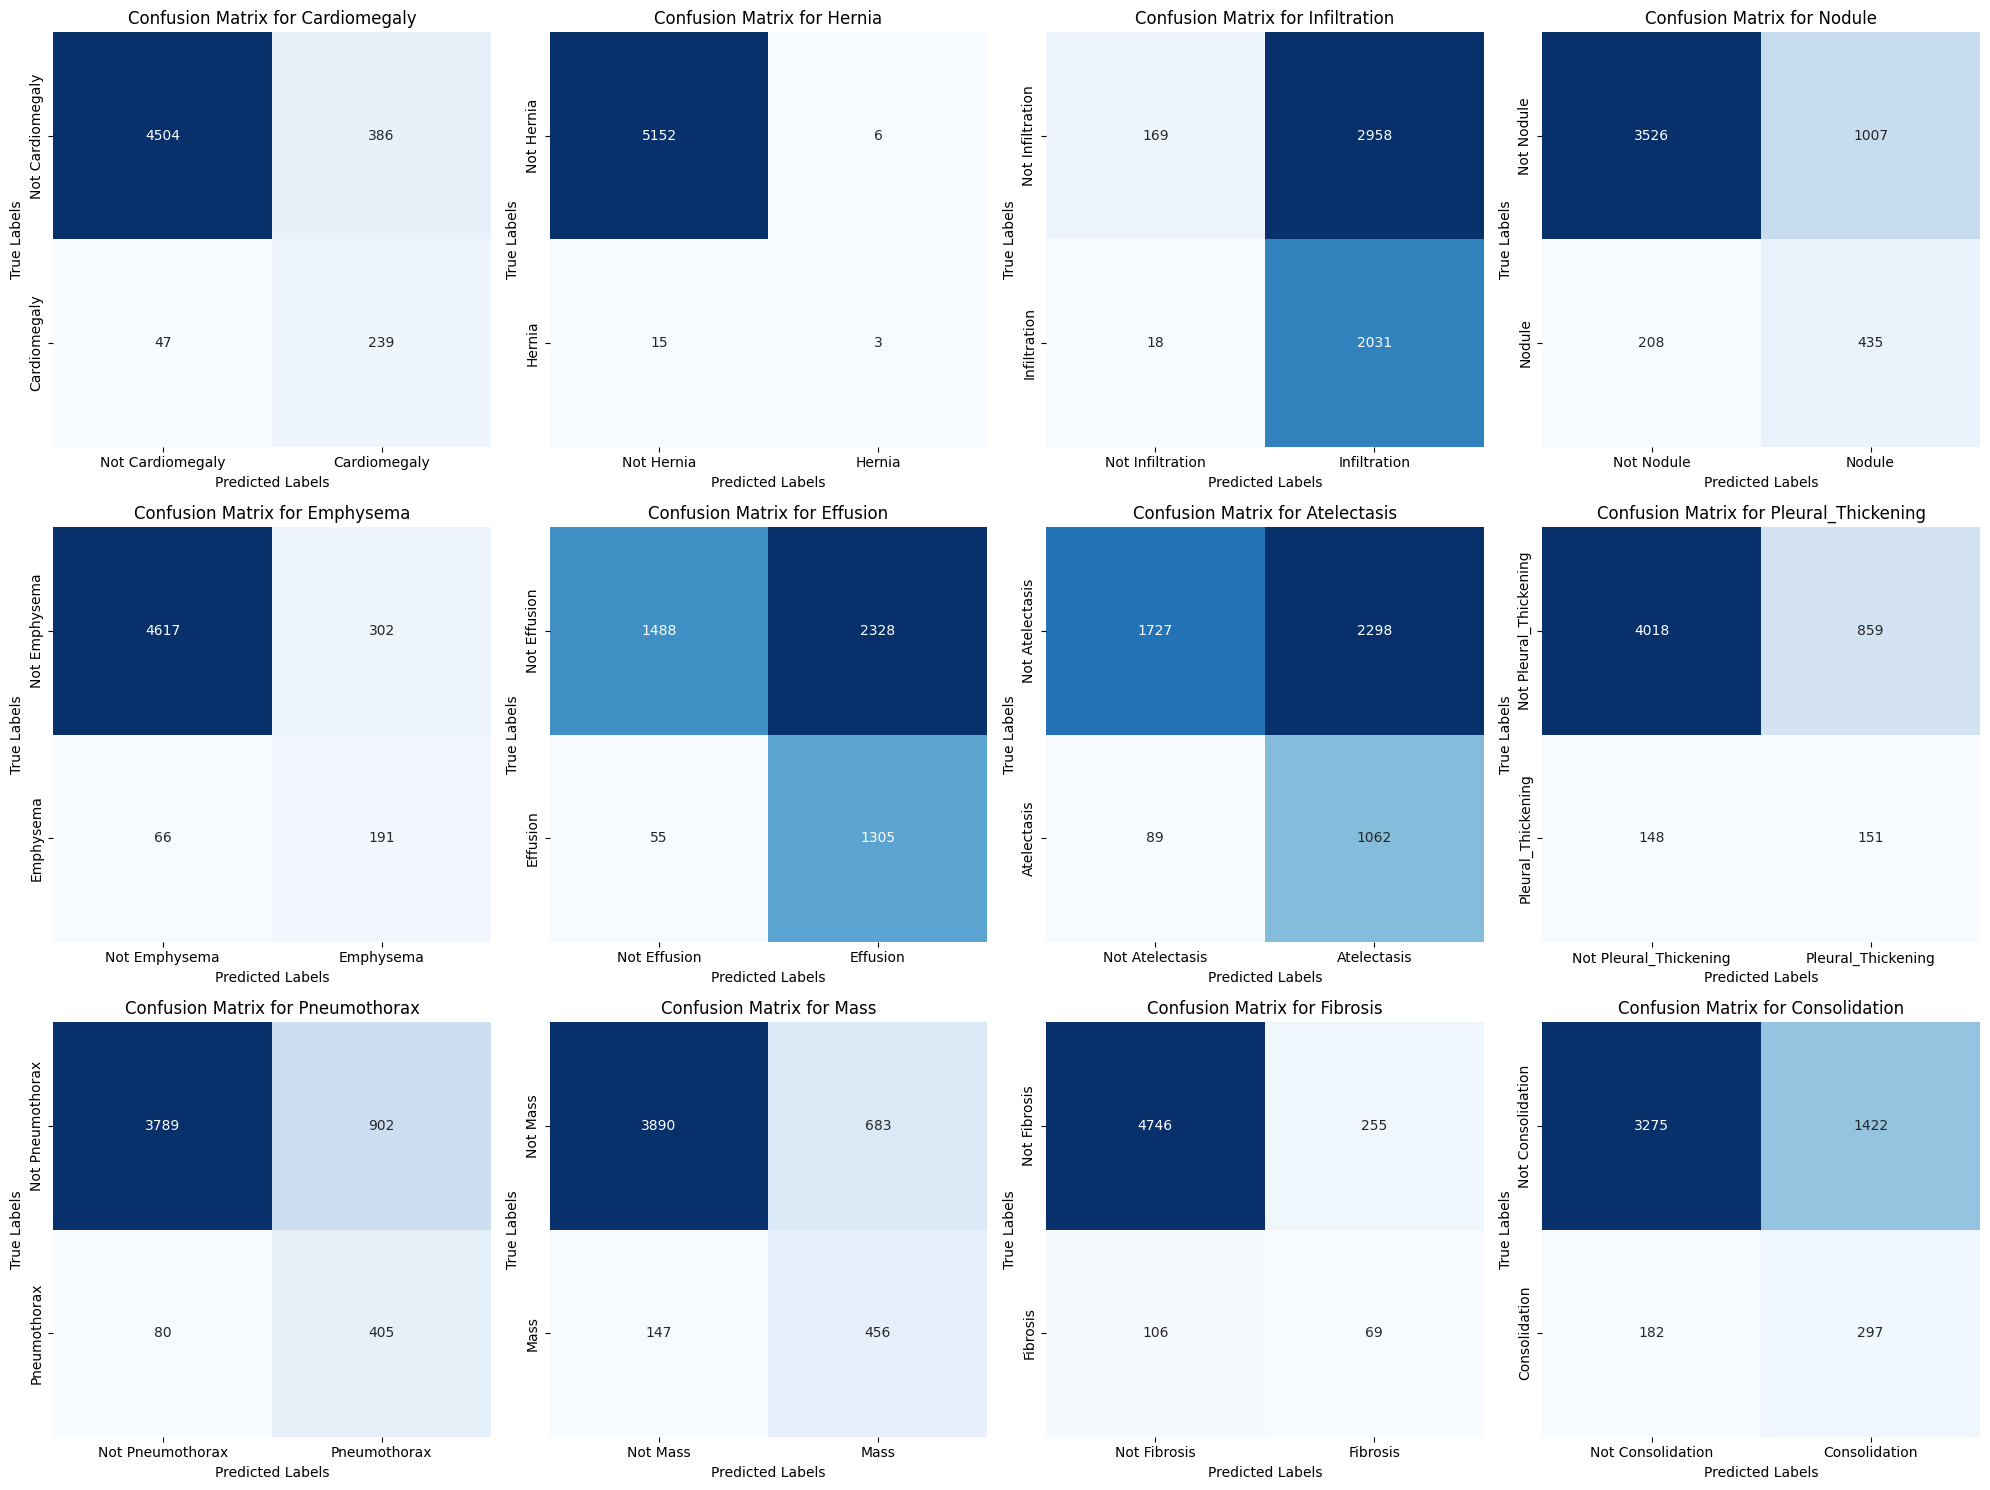 Confusion Matrix for Cardiomegaly
True Labels
Not Cardiomegaly
Cardiomegaly
4504
386
47
239
Not Cardiomegaly
Cardiomegaly
Predicted Labels
Confusion Matrix for Hernia
True Labels
Not Hernia
Hernia
5152
6
15
3
Not Hernia
Hernia
Predicted Labels
Confusion Matrix for Infiltration
True Labels
Not Infiltration
Infiltration
169
2958
18
2031
Not Infiltration
Infiltration
Predicted Labels
Confusion Matrix for Nodule
True Labels
Not Nodule
Nodule
3526
1007
208
435
Not Nodule
Nodule
Predicted Labels
Confusion Matrix for Emphysema
True Labels
Not Emphysema
Emphysema
4617
302
66
191
Not Emphysema
Emphysema
Predicted Labels
Confusion Matrix for Effusion
True Labels
Not Effusion
Effusion
1488
2328
55
1305
Not Effusion
Effusion
Predicted Labels
Confusion Matrix for Atelectasis
True Labels
Not Atelectasis
Atelectasis
1727
2298
89
1062
Not Atelectasis
Atelectasis
Predicted Labels
Confusion Matrix for Pleural_Thickening
True Labels
Not Pleural_Thickening
Pleural_Thickening
4018
859
148
151
Not Pleural_Thickening
Pleural_Thickening
Predicted Labels
Confusion Matrix for Pneumothorax
True Labels
Not Pneumothorax
Pneumothorax
3789
902
80
405
Not Pneumothorax
Pneumothorax
Predicted Labels
Confusion Matrix for Mass
True Labels
Not Mass
Mass
3890
683
147
456
Not Mass
Mass
Predicted Labels
Confusion Matrix for Fibrosis
True Labels
Not Fibrosis
Fibrosis
4746
255
106
69
Not Fibrosis
Fibrosis
Predicted Labels
Confusion Matrix for Consolidation
True Labels
Not Consolidation
Consolidation
3275
1422
182
297
Not Consolidation
Consolidation
Predicted Labels